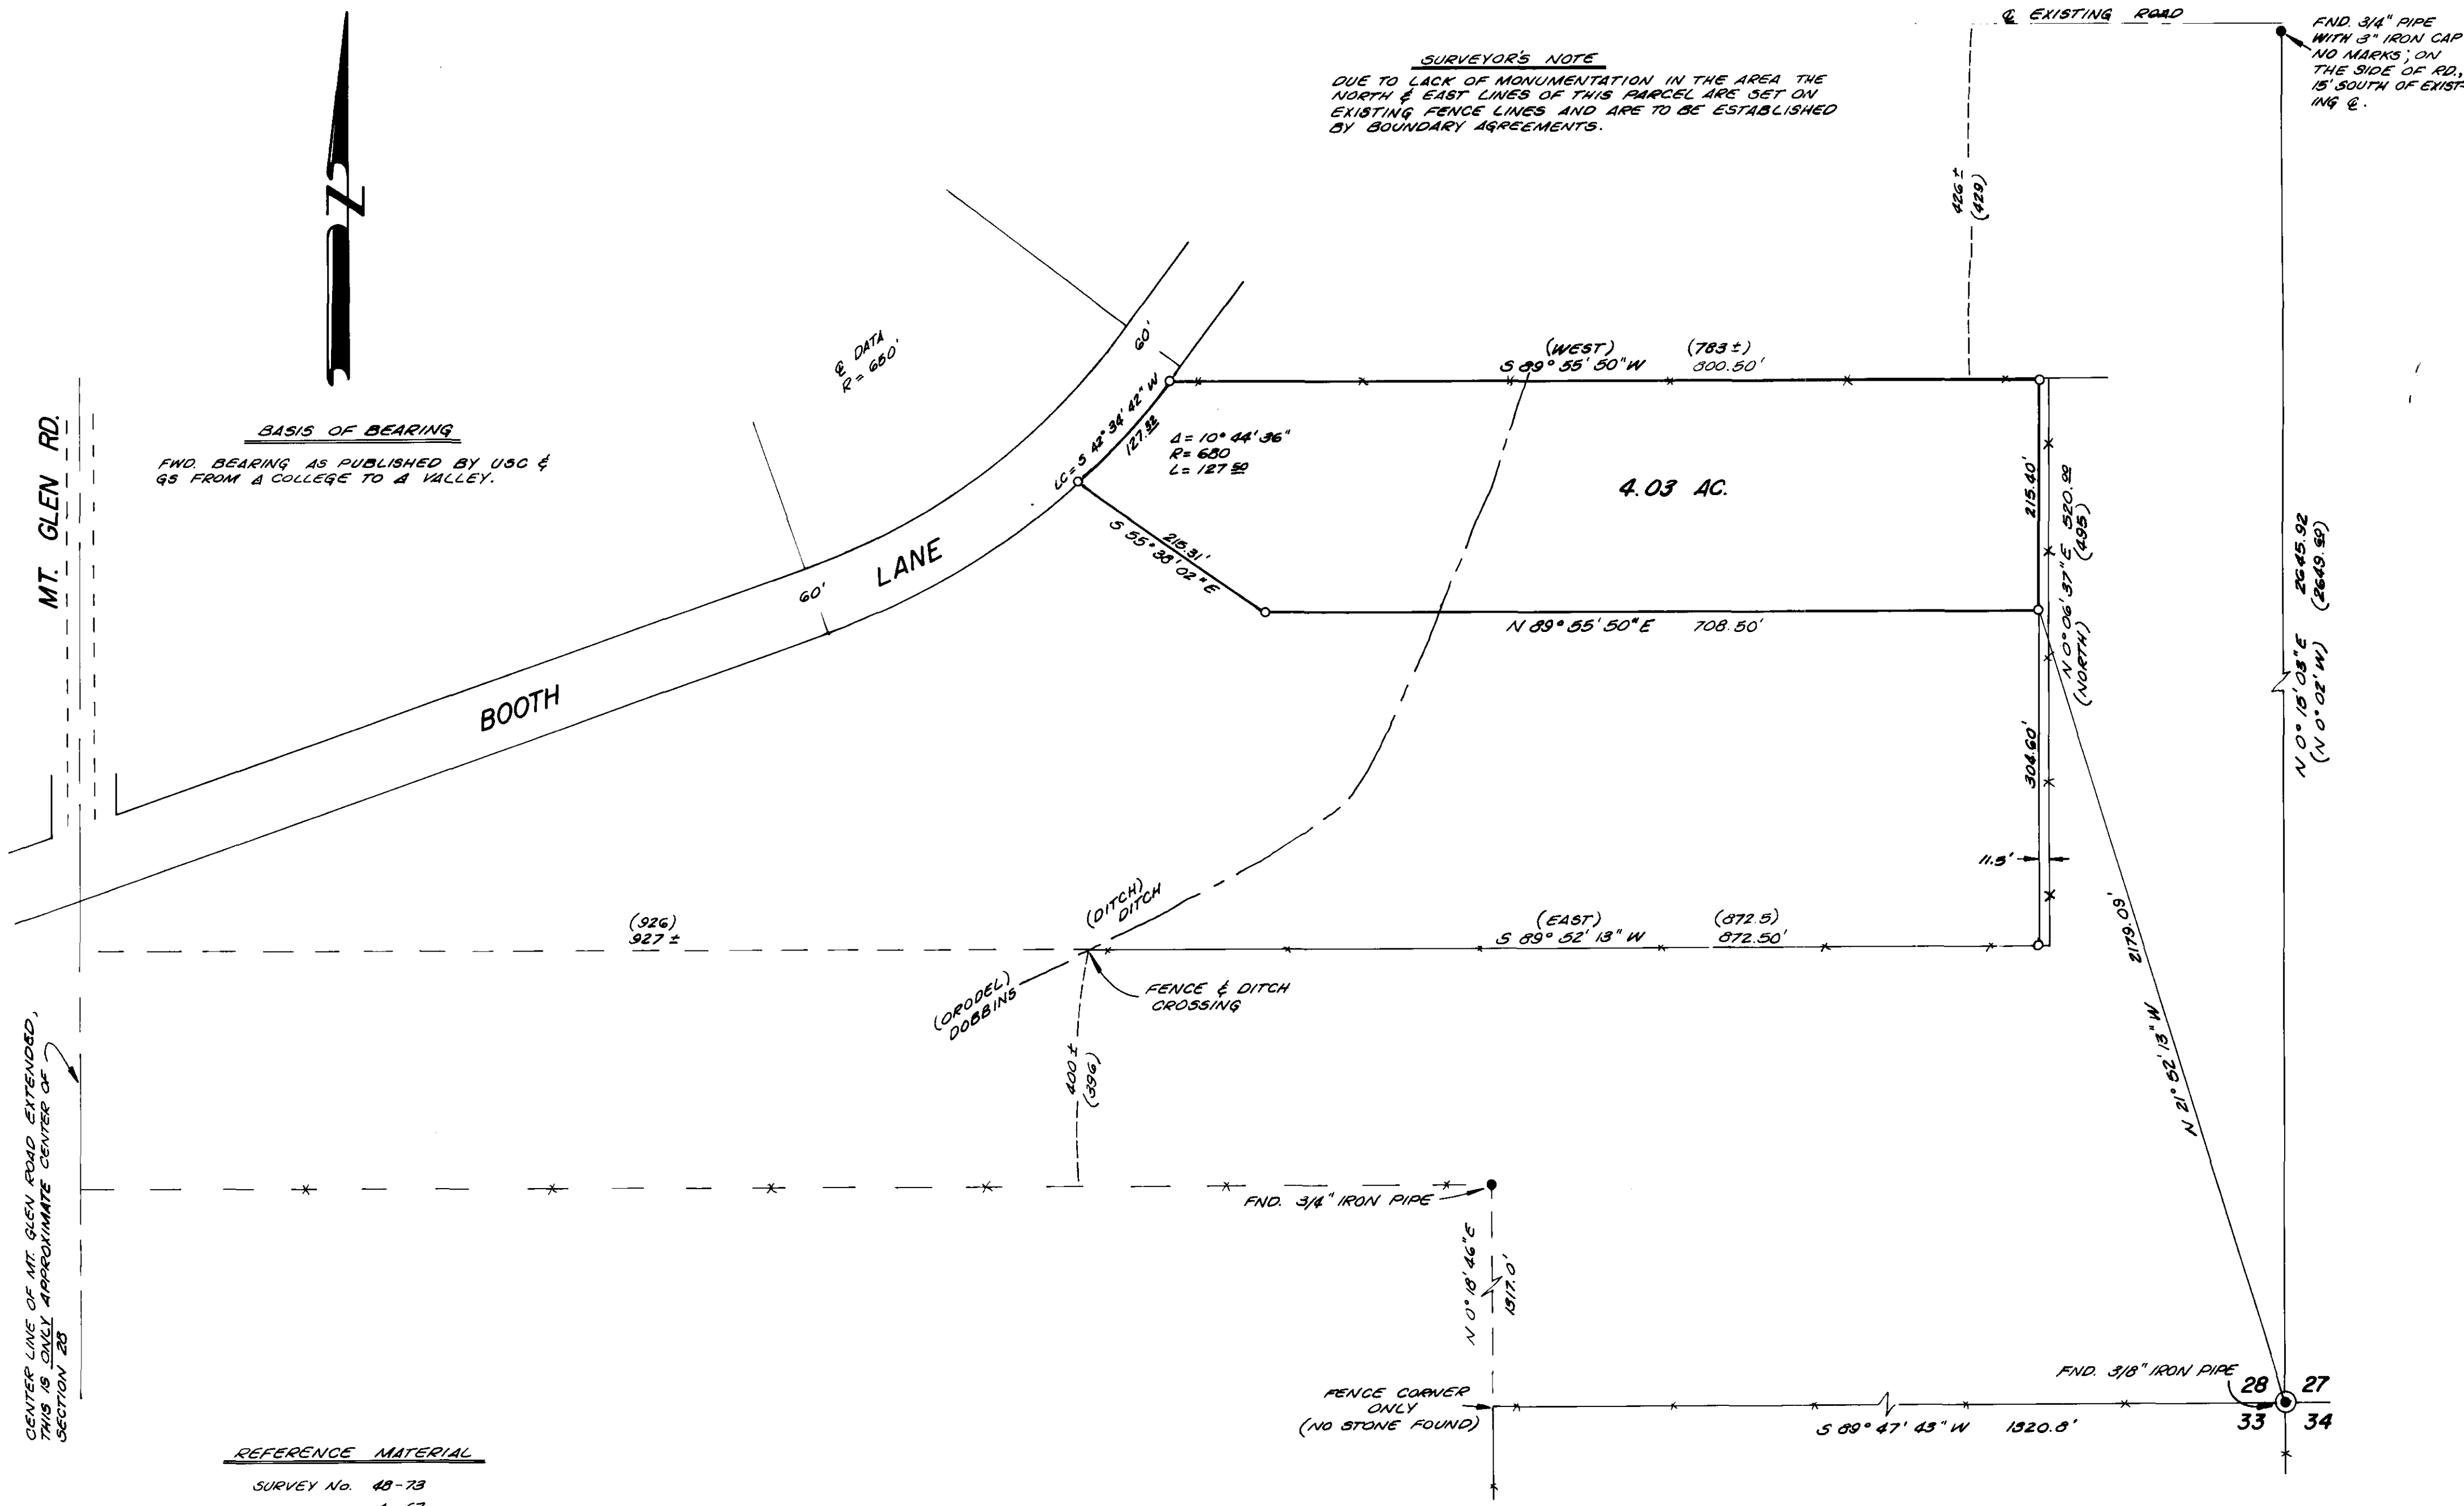 ℄ EXISTING ROAD
FND. 3/4" PIPE
WITH 3" IRON CAP
NO MARKS; ON
THE SIDE OF RD.,
15' SOUTH OF EXIST-
ING ℄.
SURVEYOR'S NOTE
DUE TO LACK OF MONUMENTATION IN THE AREA THE
NORTH & EAST LINES OF THIS PARCEL ARE SET ON
EXISTING FENCE LINES AND ARE TO BE ESTABLISHED
BY BOUNDARY AGREEMENTS.
N
426±
(429)
℄ DATA
R = 650'
60'
(WEST) (783±)
S 89° 55' 50" W 800.50'
MT. GLEN RD.
BASIS OF BEARING
FWD. BEARING AS PUBLISHED BY USC &
GS FROM Δ COLLEGE TO Δ VALLEY.
LC = S 42° 34' 42" W
127.32
Δ = 10° 44' 36"
R = 680
L = 127.50
4.03 AC.
215.40'
N 0° 06' 37" E 520.00
(NORTH) (495)
2645.92
(2649.69)
N 0° 15' 03" E
(N 0° 02' W)
215.31'
S 55° 38' 02" E
LANE
60'
N 89° 55' 50" E 708.50'
BOOTH
304.60'
11.5'
(DITCH)
DITCH
(926)
927±
(EAST) (872.5)
S 89° 52' 13" W 872.50'
2179.09'
N 21° 52' 13" W
(ORODEL)
DOBBINS
FENCE & DITCH
CROSSING
400±
(396)
CENTER LINE OF MT. GLEN ROAD EXTENDED,
THIS IS ONLY APPROXIMATE CENTER OF
SECTION 28
FND. 3/4" IRON PIPE
N 0° 18' 46" E
1317.0'
FND. 3/8" IRON PIPE
28 27
33 34
FENCE CORNER
ONLY
(NO STONE FOUND)
S 89° 47' 43" W 1320.8'
REFERENCE MATERIAL
SURVEY No. 48-73